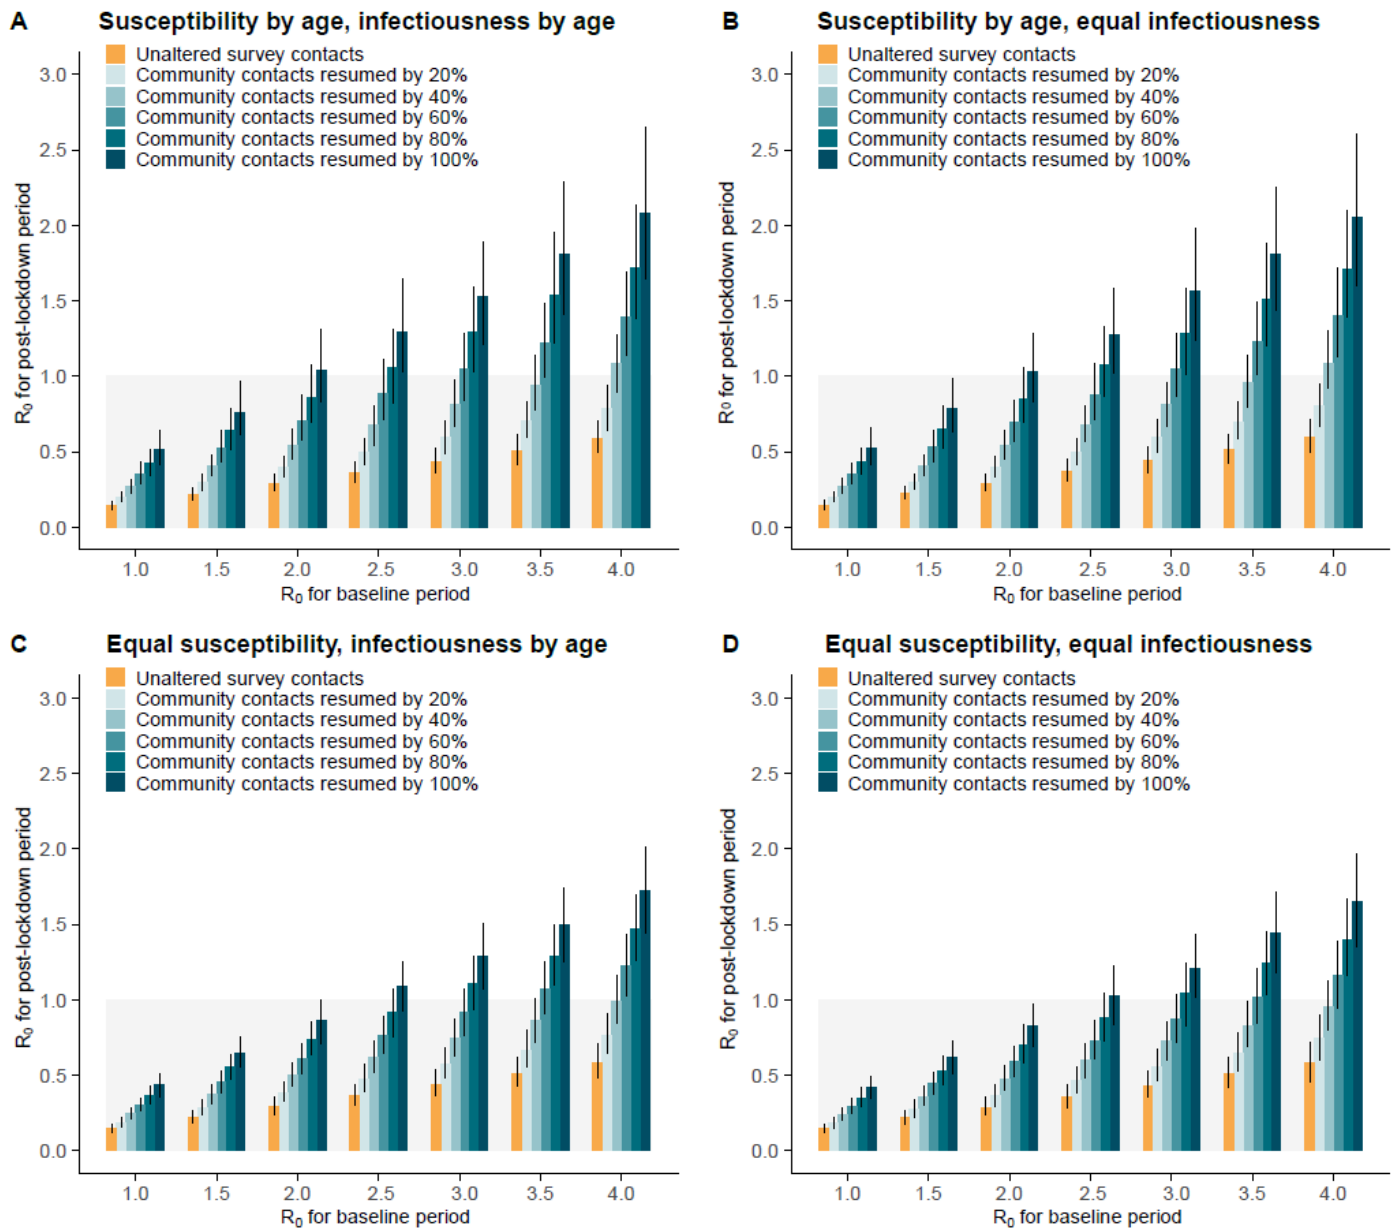 A Susceptibility by age, infectiousness by age
Unaltered survey contacts
Community contacts resumed by 20%
Community contacts resumed by 40%
Community contacts resumed by 60%
Community contacts resumed by 80%
Community contacts resumed by 100%
R0 for post-lockdown period
3.0
2.5
2.0
1.5
1.0
0.5
0.0
1.0 1.5 2.0 2.5 3.0 3.5 4.0
R0 for baseline period
B Susceptibility by age, equal infectiousness
Unaltered survey contacts
Community contacts resumed by 20%
Community contacts resumed by 40%
Community contacts resumed by 60%
Community contacts resumed by 80%
Community contacts resumed by 100%
R0 for post-lockdown period
3.0
2.5
2.0
1.5
1.0
0.5
0.0
1.0 1.5 2.0 2.5 3.0 3.5 4.0
R0 for baseline period
C Equal susceptibility, infectiousness by age
Unaltered survey contacts
Community contacts resumed by 20%
Community contacts resumed by 40%
Community contacts resumed by 60%
Community contacts resumed by 80%
Community contacts resumed by 100%
R0 for post-lockdown period
3.0
2.5
2.0
1.5
1.0
0.5
0.0
1.0 1.5 2.0 2.5 3.0 3.5 4.0
R0 for baseline period
D Equal susceptibility, equal infectiousness
Unaltered survey contacts
Community contacts resumed by 20%
Community contacts resumed by 40%
Community contacts resumed by 60%
Community contacts resumed by 80%
Community contacts resumed by 100%
R0 for post-lockdown period
3.0
2.5
2.0
1.5
1.0
0.5
0.0
1.0 1.5 2.0 2.5 3.0 3.5 4.0
R0 for baseline period